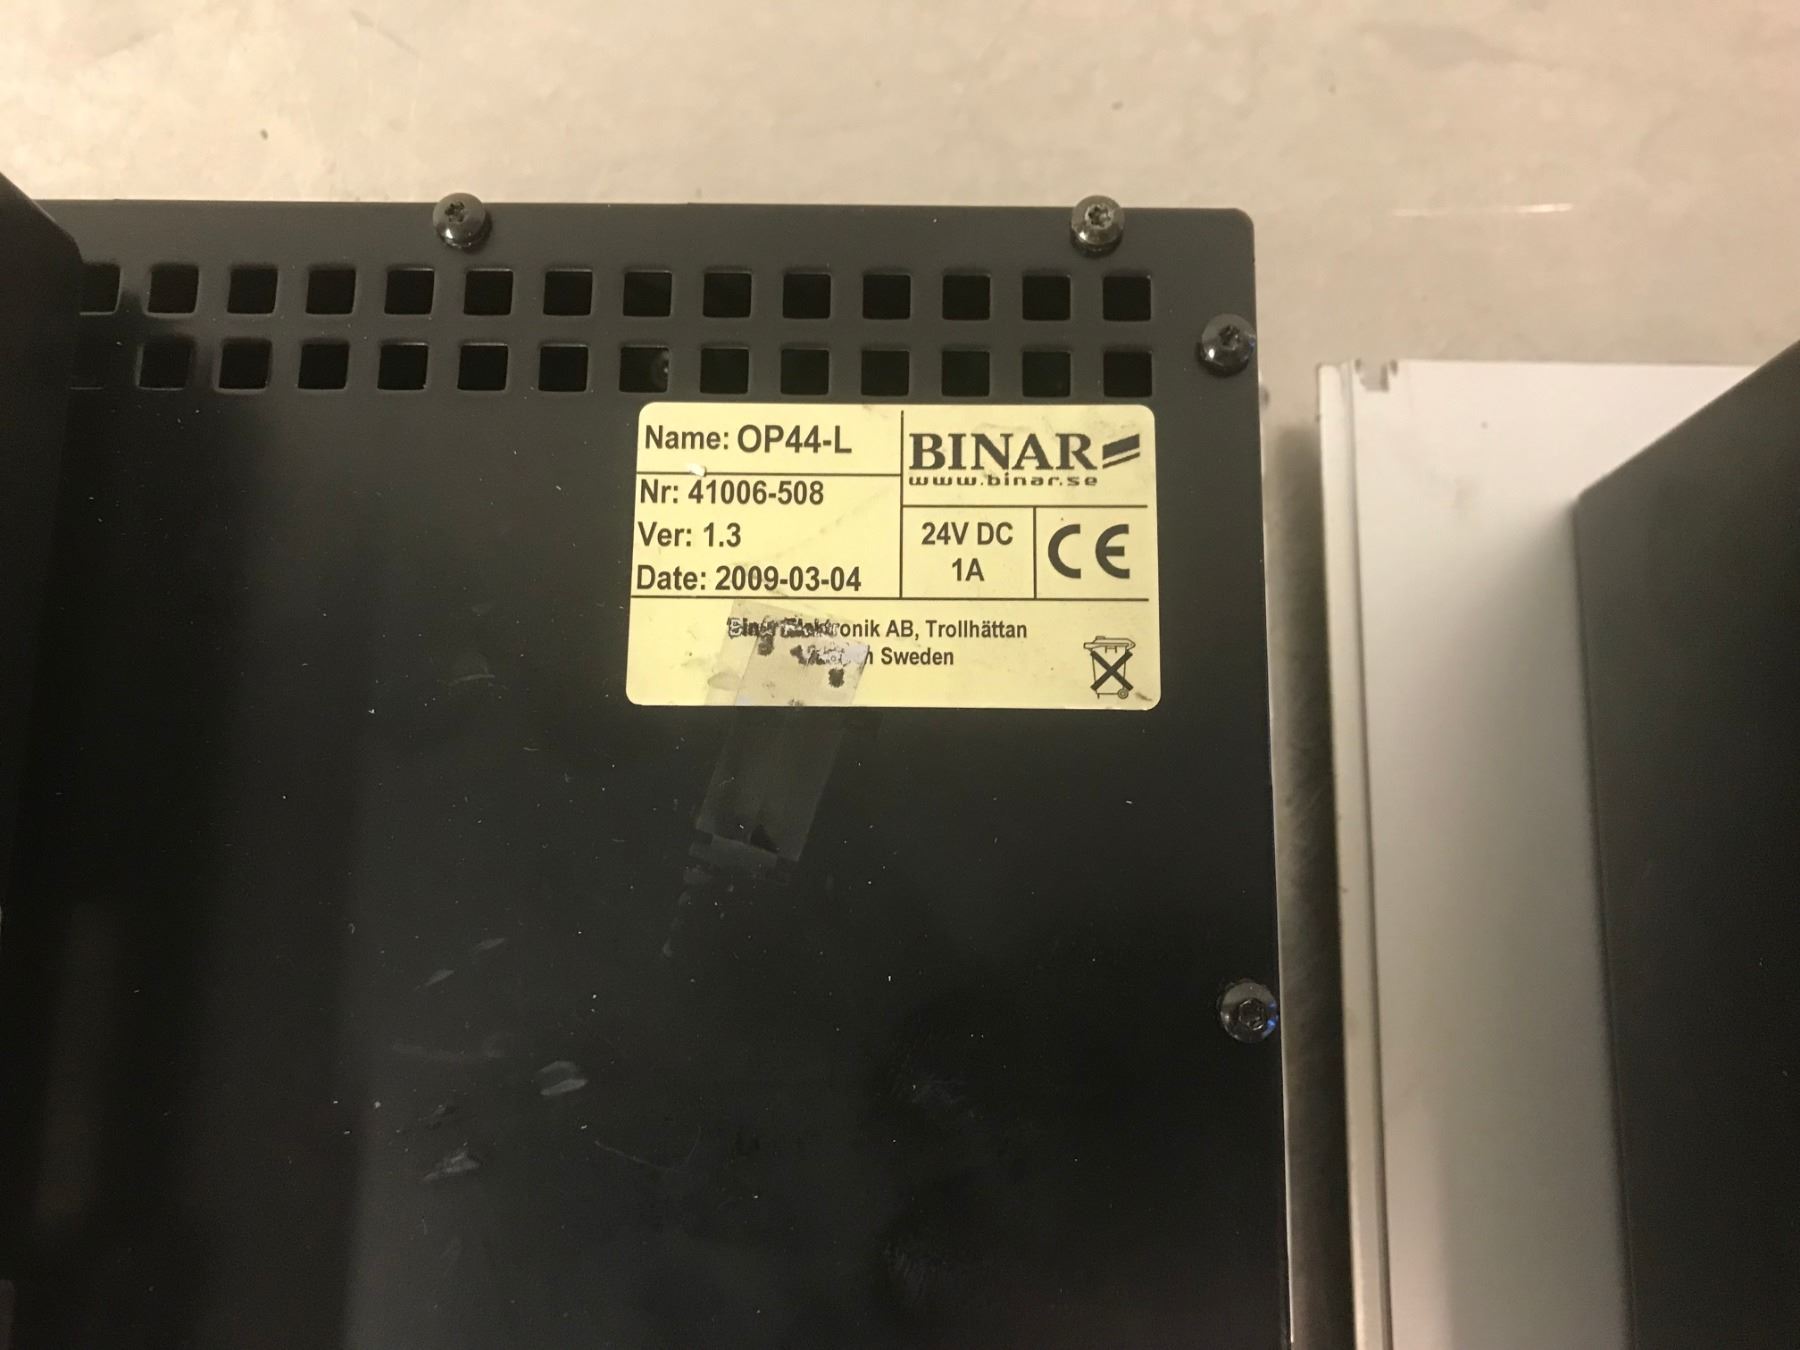 Name: OP44-L
Nr: 41006-508
Ver: 1.3
Date: 2009-03-04
BINAR
www.binar.se
24V DC
1A
CE
Elektronik AB, Trollhättan
Sweden